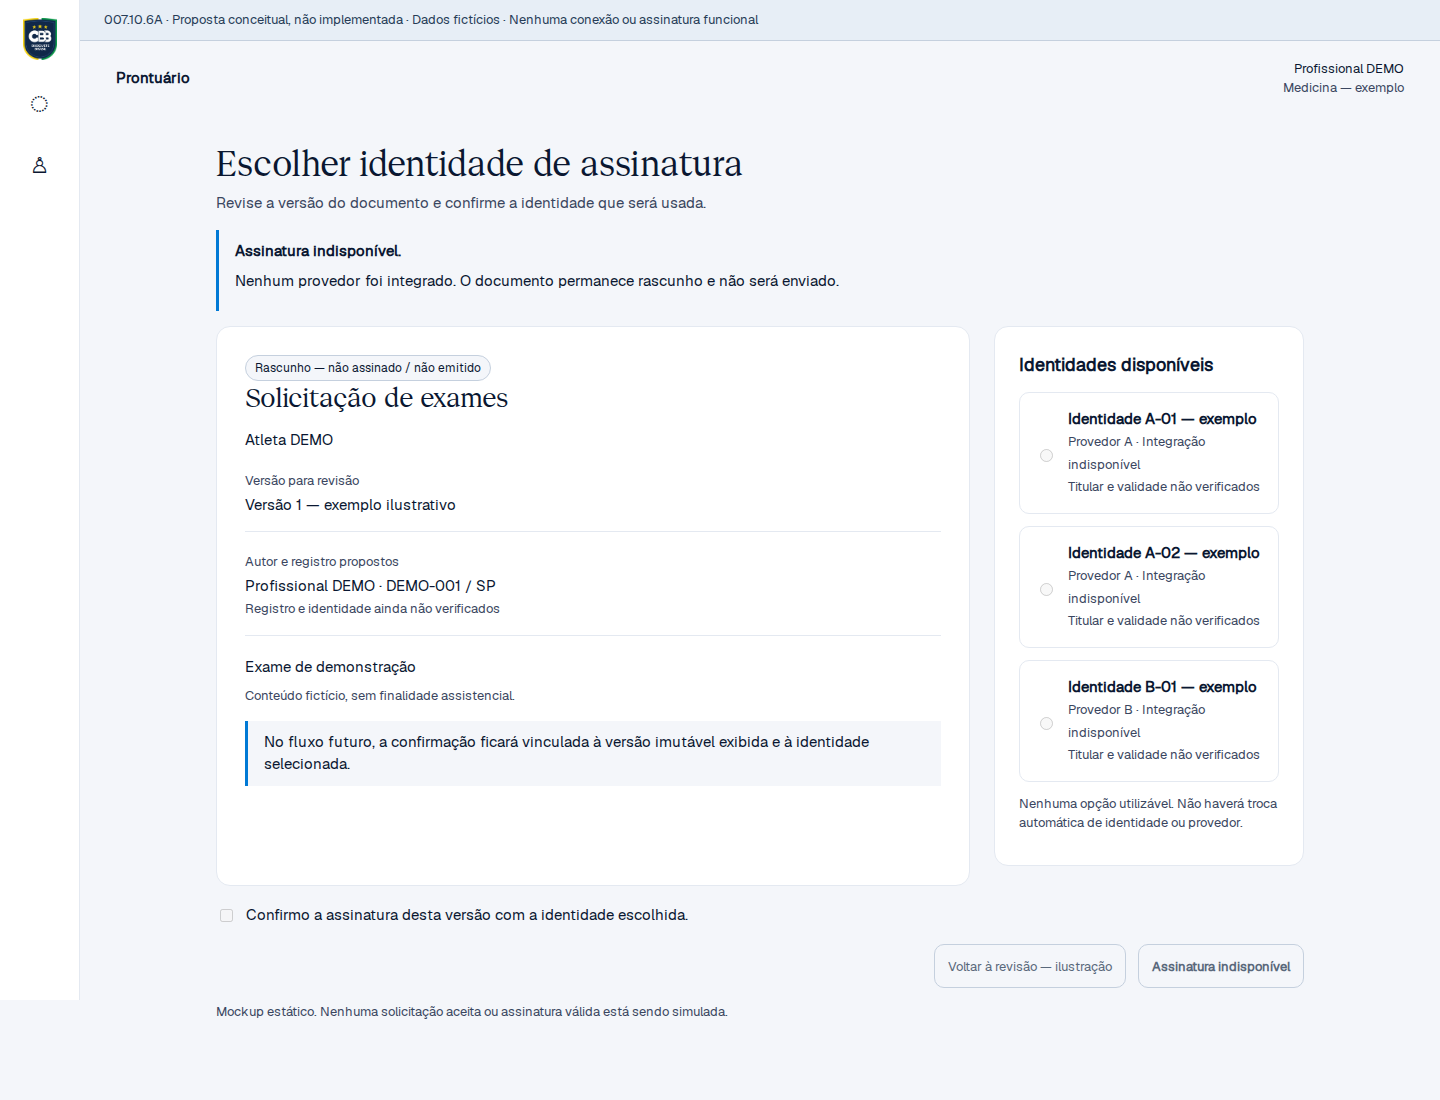 007.10.6A · Proposta conceitual, não implementada · Dados fictícios · Nenhuma conexão ou assinatura funcional
CBB
Prontuário
Profissional DEMO
Medicina — exemplo
Escolher identidade de assinatura
Revise a versão do documento e confirme a identidade que será usada.
Assinatura indisponível.
Nenhum provedor foi integrado. O documento permanece rascunho e não será enviado.
Rascunho — não assinado / não emitido
Solicitação de exames
Atleta DEMO
Versão para revisão
Versão 1 — exemplo ilustrativo
Autor e registro propostos
Profissional DEMO · DEMO-001 / SP
Registro e identidade ainda não verificados
Exame de demonstração
Conteúdo fictício, sem finalidade assistencial.
No fluxo futuro, a confirmação ficará vinculada à versão imutável exibida e à identidade
selecionada.
Identidades disponíveis
Identidade A-01 — exemplo
Provedor A · Integração
indisponível
Titular e validade não verificados
Identidade A-02 — exemplo
Provedor A · Integração
indisponível
Titular e validade não verificados
Identidade B-01 — exemplo
Provedor B · Integração
indisponível
Titular e validade não verificados
Nenhuma opção utilizável. Não haverá troca
automática de identidade ou provedor.
Confirmo a assinatura desta versão com a identidade escolhida.
Voltar à revisão — ilustração
Assinatura indisponível
Mockup estático. Nenhuma solicitação aceita ou assinatura válida está sendo simulada.